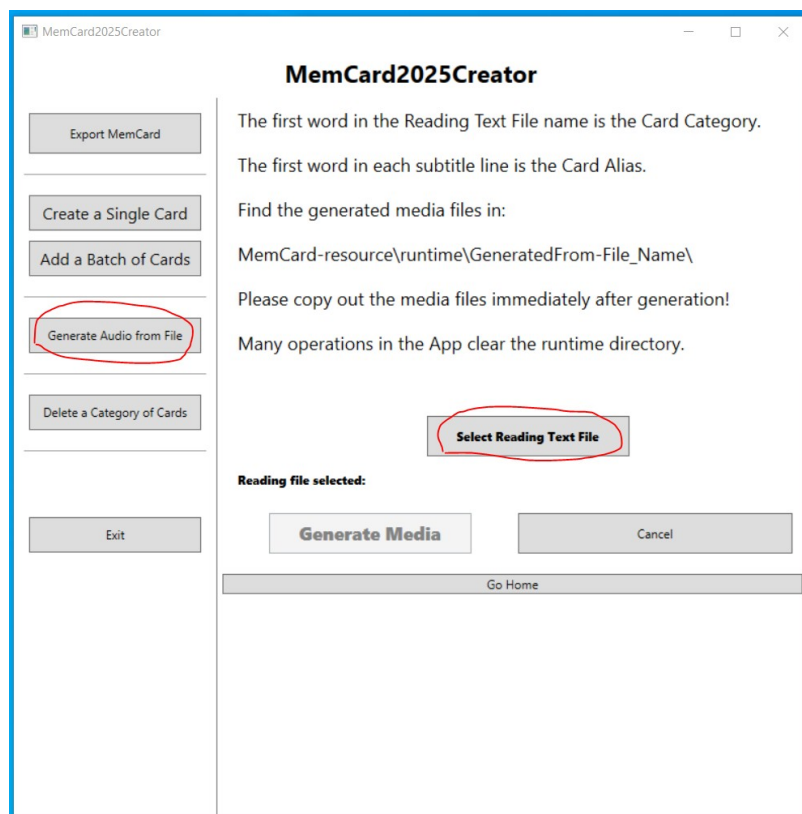 MemCard2025Creator
MemCard2025Creator
Export MemCard
Create a Single Card
Add a Batch of Cards
Generate Audio from File
Delete a Category of Cards
Exit
The first word in the Reading Text File name is the Card Category.
The first word in each subtitle line is the Card Alias.
Find the generated media files in:
MemCard-resource\runtime\GeneratedFrom-File_Name\
Please copy out the media files immediately after generation!
Many operations in the App clear the runtime directory.
Select Reading Text File
Reading file selected:
Generate Media
Cancel
Go Home